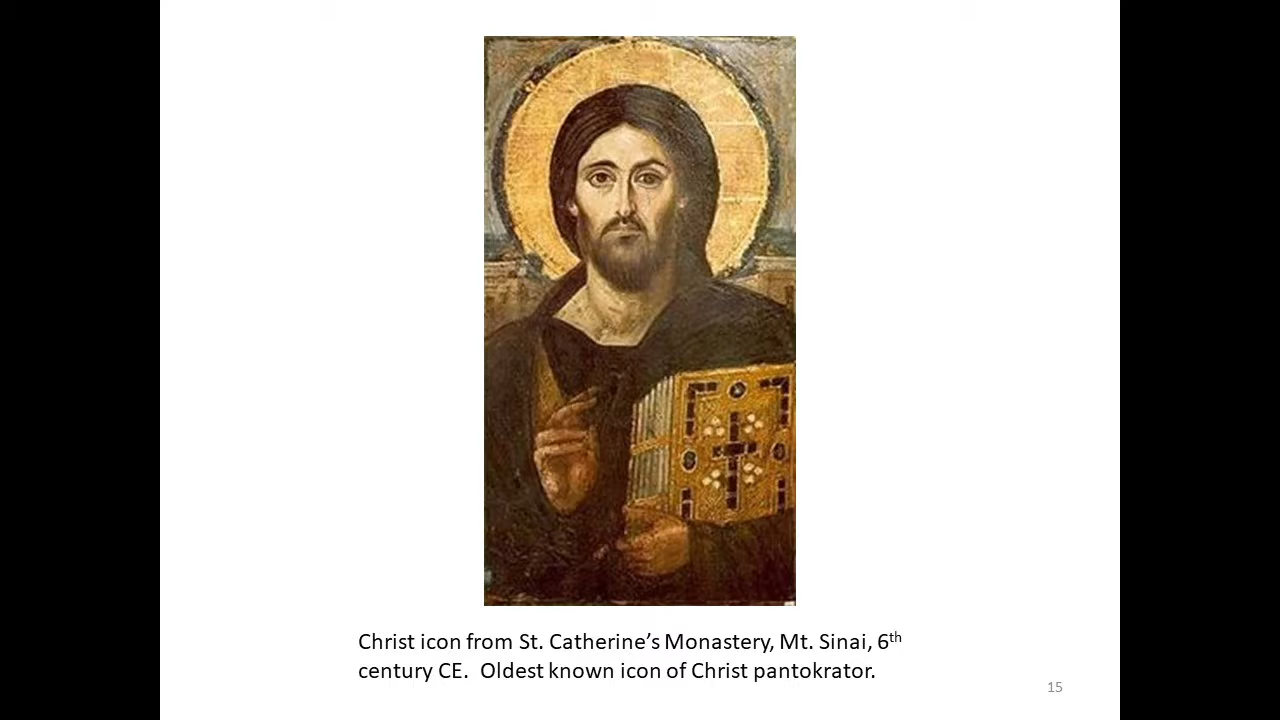 Christ icon from St. Catherine’s Monastery, Mt. Sinai, 6th
century CE.  Oldest known icon of Christ pantokrator.
15